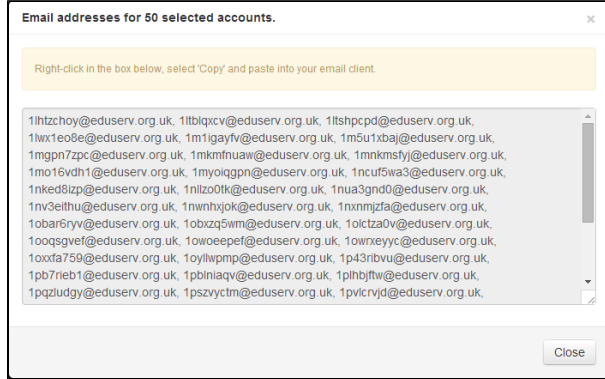 Email addresses for 50 selected accounts.
×
Right-click in the box below, select 'Copy' and paste into your email client.
1lhtzchoy@eduserv.org.uk, 1ltblqxcv@eduserv.org.uk, 1ltshpcpd@eduserv.org.uk,
1lwx1eo8e@eduserv.org.uk, 1m1igayfv@eduserv.org.uk, 1m5u1xbaj@eduserv.org.uk,
1mgpn7zpc@eduserv.org.uk, 1mkmfnuaw@eduserv.org.uk, 1mnkmsfyj@eduserv.org.uk,
1mo16vdh1@eduserv.org.uk, 1myoiqgpn@eduserv.org.uk, 1ncuf5wa3@eduserv.org.uk,
1nked8izp@eduserv.org.uk, 1nllzo0tk@eduserv.org.uk, 1nua3gnd0@eduserv.org.uk,
1nv3eithu@eduserv.org.uk, 1nwnhxjok@eduserv.org.uk, 1nxnmjzfa@eduserv.org.uk,
1obar6ryv@eduserv.org.uk, 1obxzq5wm@eduserv.org.uk, 1olctza0v@eduserv.org.uk,
1ooqsgvef@eduserv.org.uk, 1owoeepef@eduserv.org.uk, 1owrxeyyc@eduserv.org.uk,
1oxxfa759@eduserv.org.uk, 1oyllwpmp@eduserv.org.uk, 1p43ribvu@eduserv.org.uk,
1pb7rieb1@eduserv.org.uk, 1pblniaqv@eduserv.org.uk, 1plhbjftw@eduserv.org.uk,
1pqzludgy@eduserv.org.uk, 1pszvyctm@eduserv.org.uk, 1pvlcrvjd@eduserv.org.uk,
Close